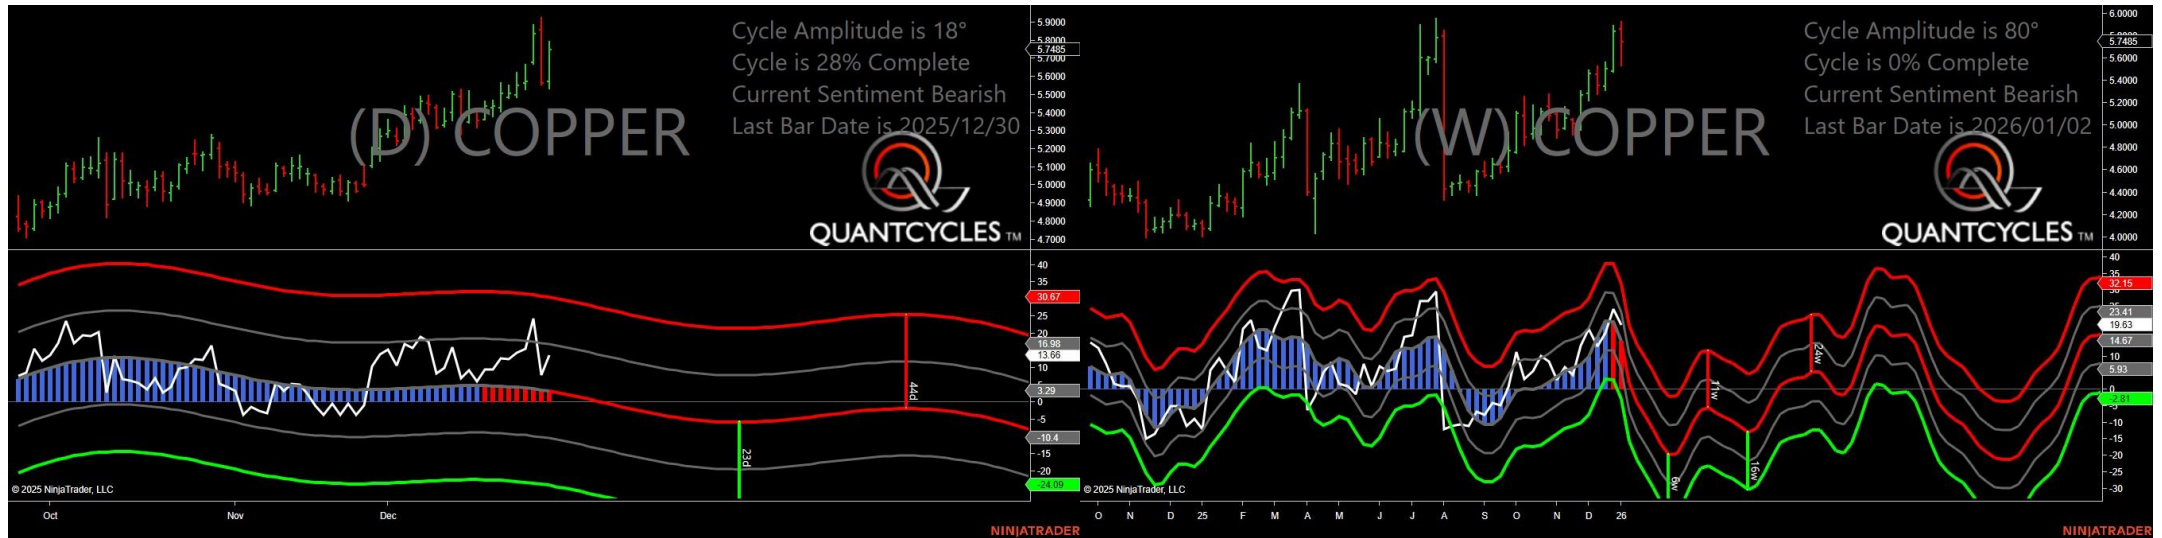 Cycle Amplitude is 18°
Cycle is 28% Complete
Current Sentiment Bearish
Last Bar Date is 2025/12/30
(D) COPPER
QUANTCYCLES TM
5.9000
5.8000
5.7485
5.7000
5.6000
5.5000
5.4000
5.3000
5.2000
5.1000
5.0000
4.9000
4.8000
4.7000
40
35
30.67
25
20
16.98
13.66
10
3.29
0
-5
-10.4
-15
-20
-24.09
44d
23d
© 2025 NinjaTrader, LLC
Oct Nov Dec
NINJATRADER
Cycle Amplitude is 80°
Cycle is 0% Complete
Current Sentiment Bearish
Last Bar Date is 2026/01/02
(W) COPPER
QUANTCYCLES TM
6.0000
5.7485
5.6000
5.4000
5.2000
5.0000
4.8000
4.6000
4.4000
4.2000
4.0000
40
35
32.15
23.41
19.63
14.67
10
5.93
0
-2.81
-10
-15
-20
-25
-30
24w
11w
16w
6w
© 2025 NinjaTrader, LLC
O N D 25 F M A M J J A S O N D 26
NINJATRADER